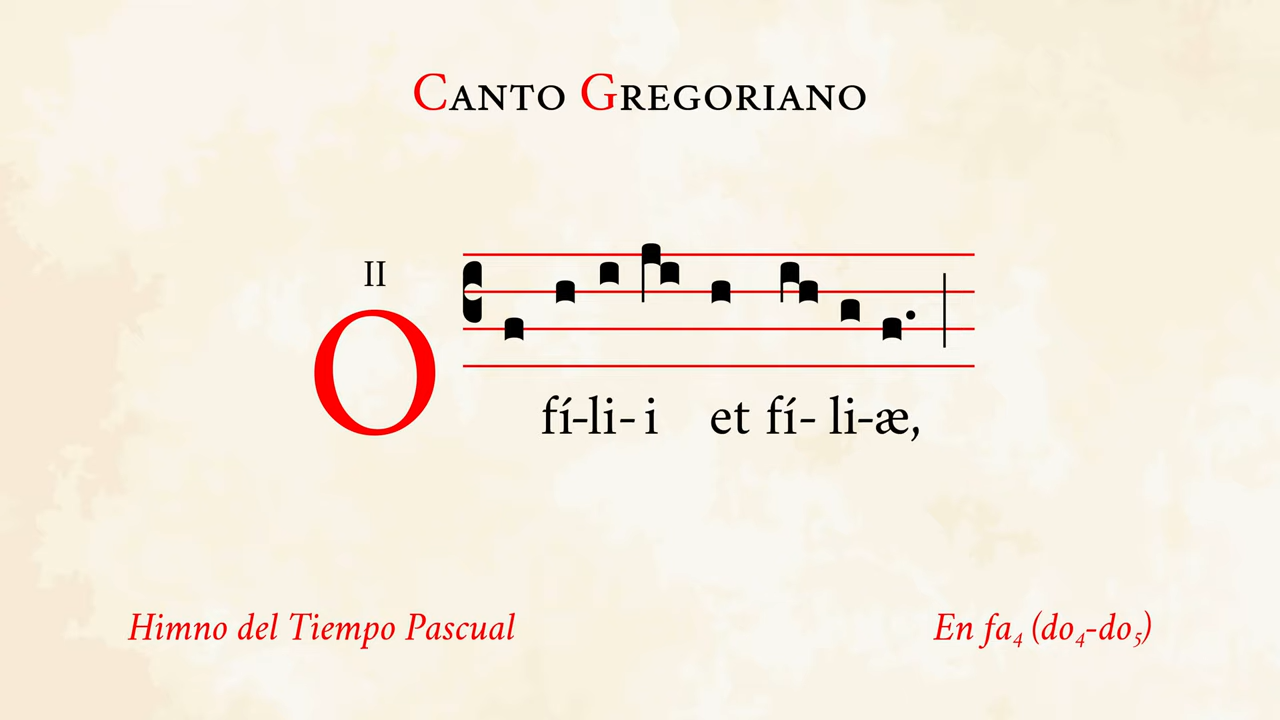 Canto Gregoriano
II
O fí-li-i et fí-li-æ,
Himno del Tiempo Pascual
En fa₄ (do₄-do₅)